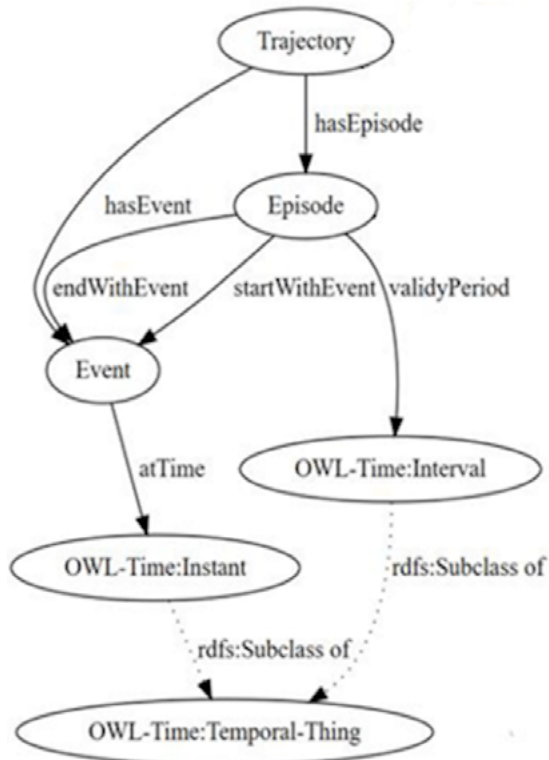 Trajectory
hasEpisode
hasEvent
Episode
endWithEvent
startWithEvent
validyPeriod
Event
atTime
OWL-Time:Interval
OWL-Time:Instant
rdfs:Subclass of
rdfs:Subclass of
OWL-Time:Temporal-Thing